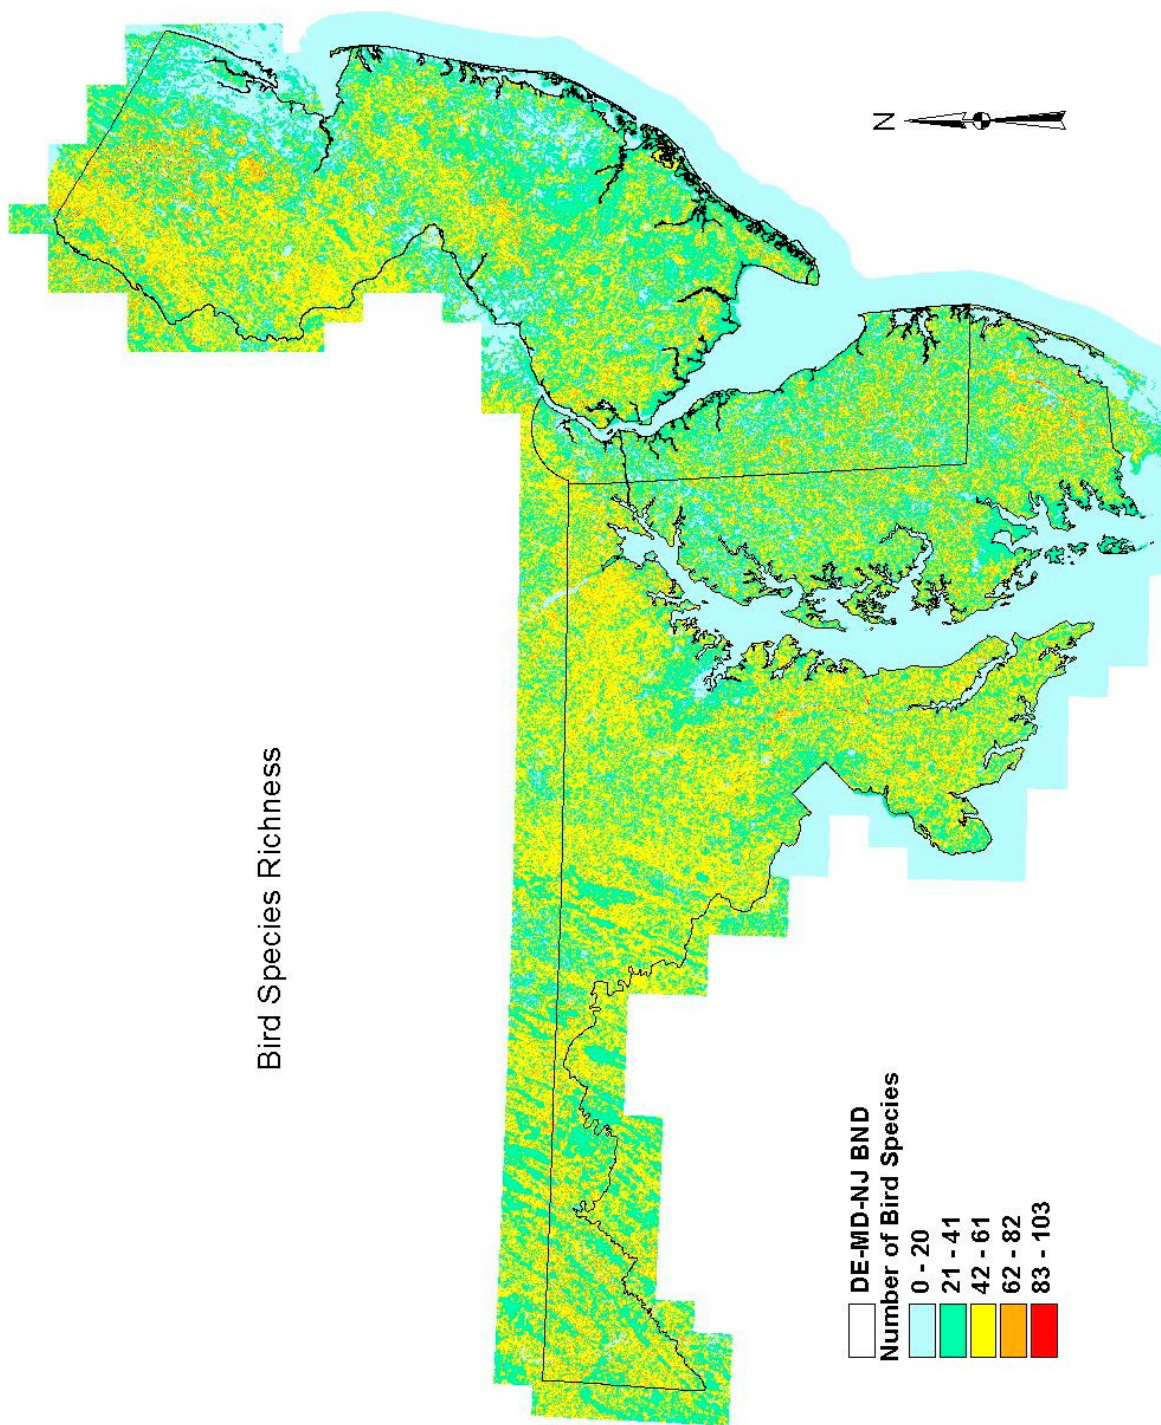 Bird Species Richness
N
DE-MD-NJ BND
Number of Bird Species
0 - 20
21 - 41
42 - 61
62 - 82
83 - 103